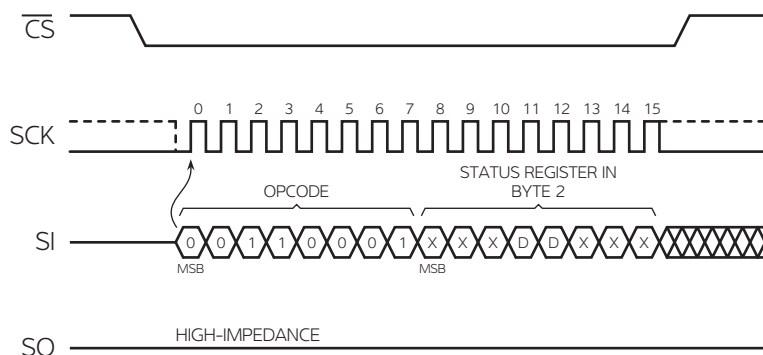 CS
0 1 2 3 4 5 6 7 8 9 10 11 12 13 14 15
SCK
STATUS REGISTER IN
BYTE 2
OPCODE
SI
0 0 1 1 0 0 0 1 X X X D D X X X
MSB MSB
HIGH-IMPEDANCE
SO